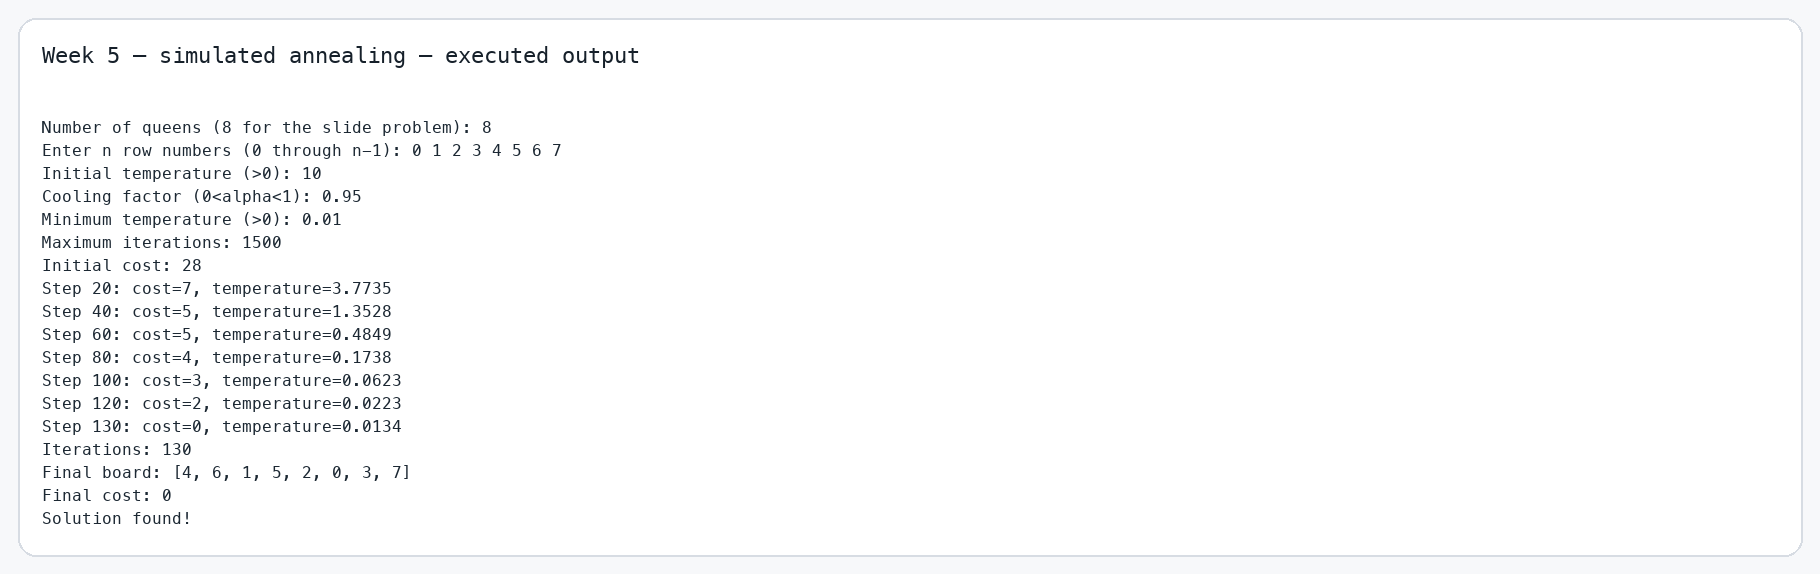 Week 5 — simulated annealing — executed output
Number of queens (8 for the slide problem): 8
Enter n row numbers (0 through n−1): 0 1 2 3 4 5 6 7
Initial temperature (>0): 10
Cooling factor (0<alpha<1): 0.95
Minimum temperature (>0): 0.01
Maximum iterations: 1500
Initial cost: 28
Step 20: cost=7, temperature=3.7735
Step 40: cost=5, temperature=1.3528
Step 60: cost=5, temperature=0.4849
Step 80: cost=4, temperature=0.1738
Step 100: cost=3, temperature=0.0623
Step 120: cost=2, temperature=0.0223
Step 130: cost=0, temperature=0.0134
Iterations: 130
Final board: [4, 6, 1, 5, 2, 0, 3, 7]
Final cost: 0
Solution found!